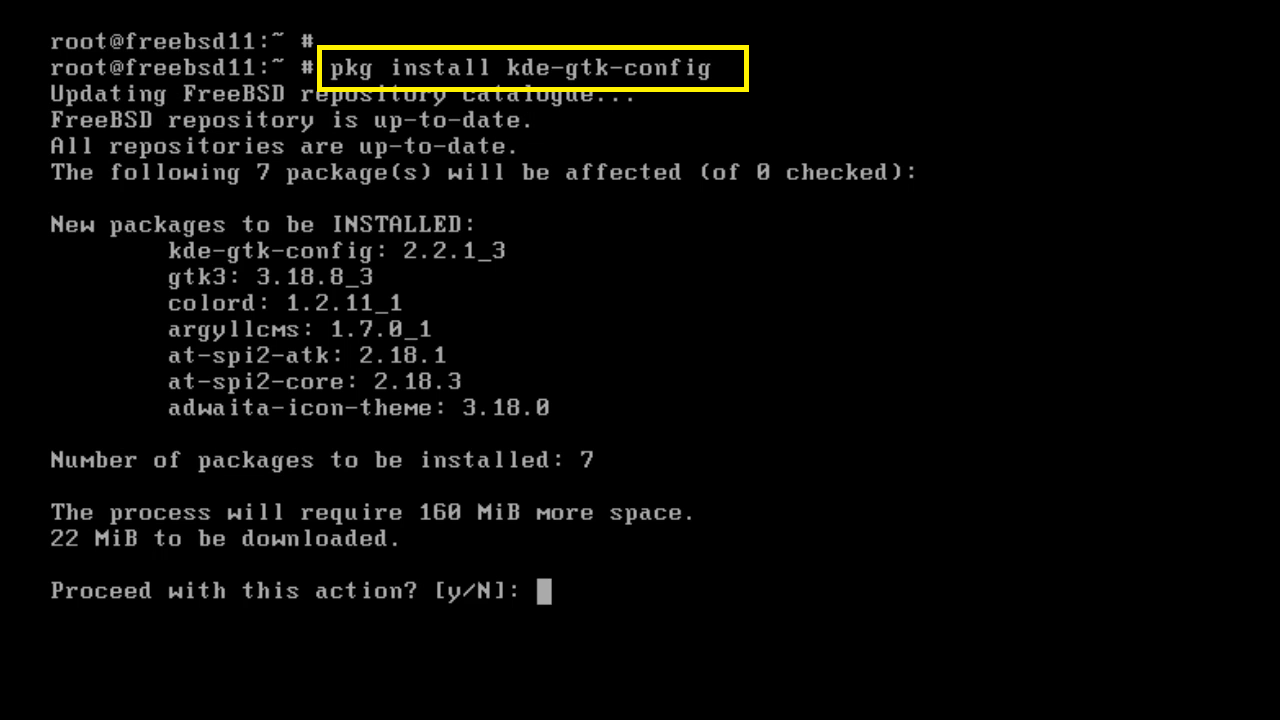 root@freebsd11:~ #
root@freebsd11:~ # pkg install kde-gtk-config
Updating FreeBSD repository catalogue...
FreeBSD repository is up-to-date.
All repositories are up-to-date.
The following 7 package(s) will be affected (of 0 checked):
New packages to be INSTALLED:
kde-gtk-config: 2.2.1_3
gtk3: 3.18.8_3
colord: 1.2.11_1
argyllcms: 1.7.0_1
at-spi2-atk: 2.18.1
at-spi2-core: 2.18.3
adwaita-icon-theme: 3.18.0
Number of packages to be installed: 7
The process will require 160 MiB more space.
22 MiB to be downloaded.
Proceed with this action? [y/N]: